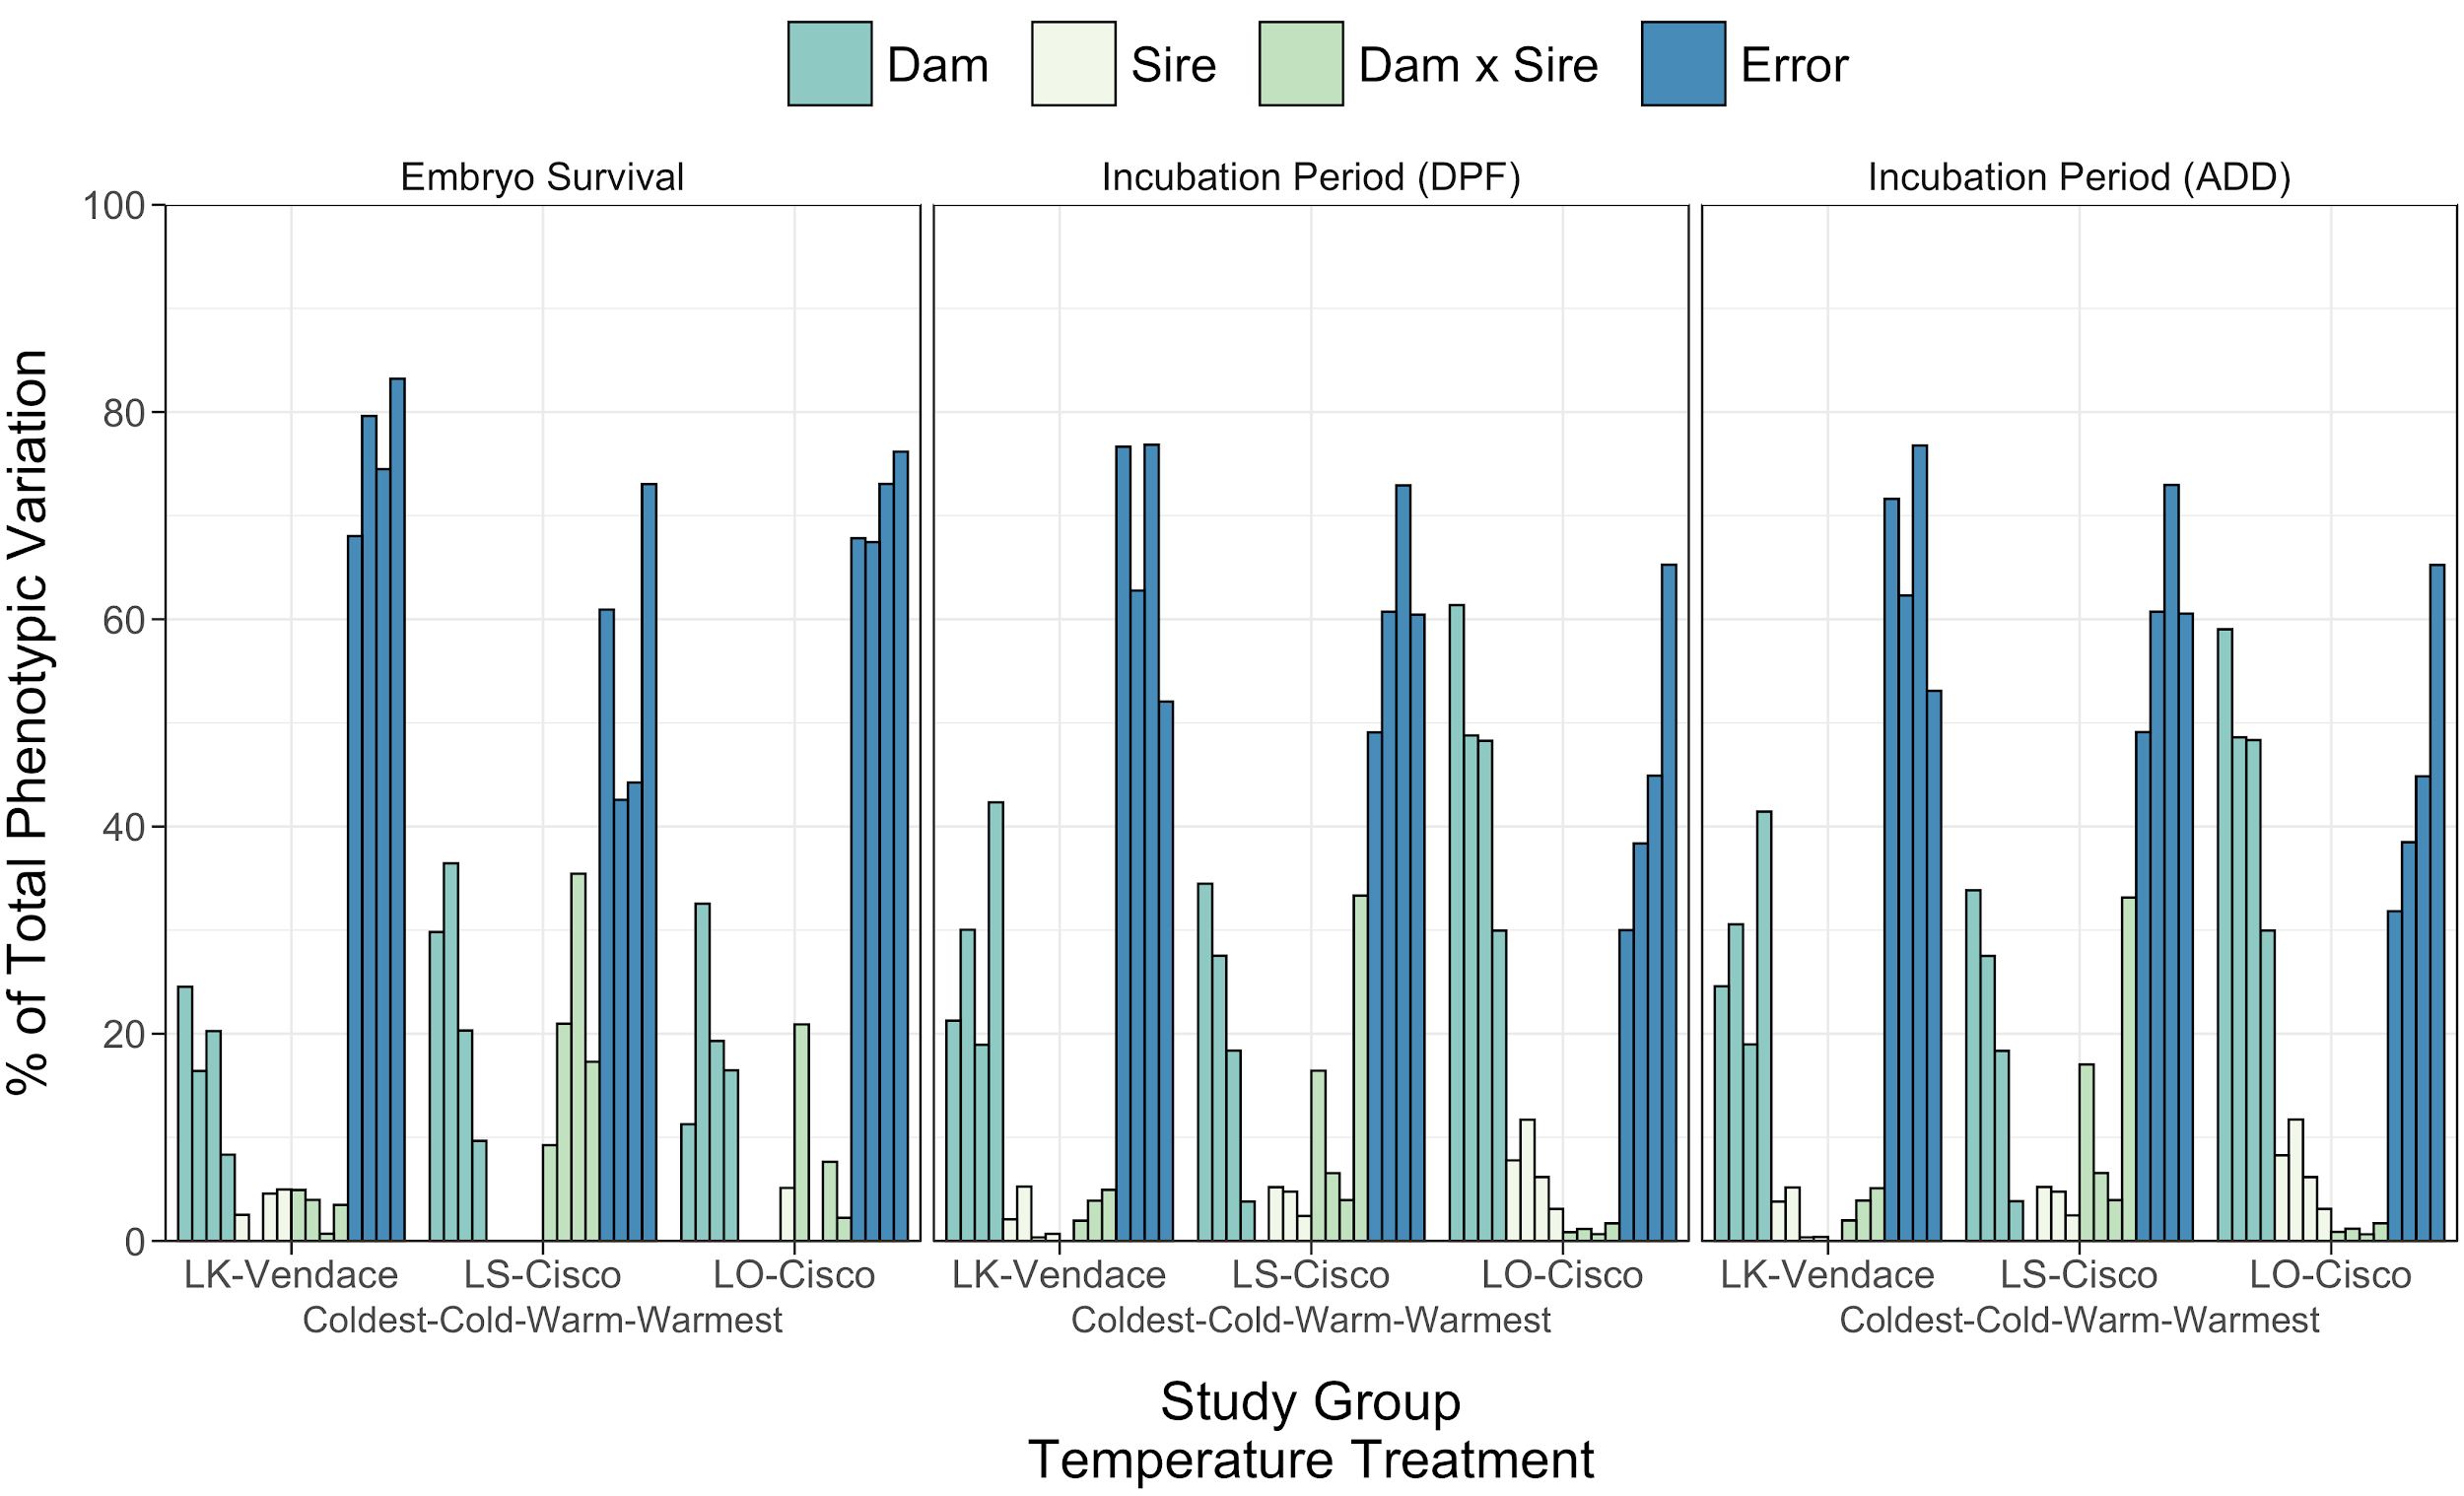 Dam Sire Dam x Sire Error
Embryo Survival Incubation Period (DPF) Incubation Period (ADD)
% of Total Phenotypic Variation
100
80
60
40
20
0
LK-Vendace LS-Cisco LO-Cisco LK-Vendace LS-Cisco LO-Cisco LK-Vendace LS-Cisco LO-Cisco
Coldest-Cold-Warm-Warmest Coldest-Cold-Warm-Warmest Coldest-Cold-Warm-Warmest
Study Group
Temperature Treatment